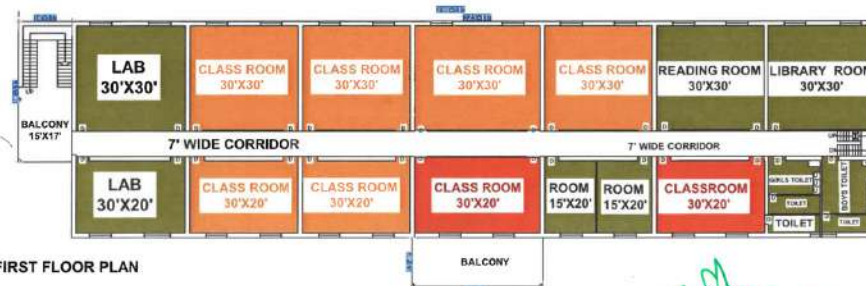 LAB
30'X30'
CLASS ROOM
30'X30'
CLASS ROOM
30'X30'
CLASS ROOM
30'X30'
CLASS ROOM
30'X30'
READING ROOM
30'X30'
LIBRARY ROOM
30'X30'
BALCONY
15'X17'
7' WIDE CORRIDOR
7' WIDE CORRIDOR
LAB
30'X20'
CLASS ROOM
30'X20'
CLASS ROOM
30'X20'
CLASS ROOM
30'X20'
ROOM
15'X20'
ROOM
15'X20'
CLASSROOM
30'X20'
GIRLS TOILET
TOILET
TOILET
BOYS TOILET
TOILET
FIRST FLOOR PLAN
BALCONY